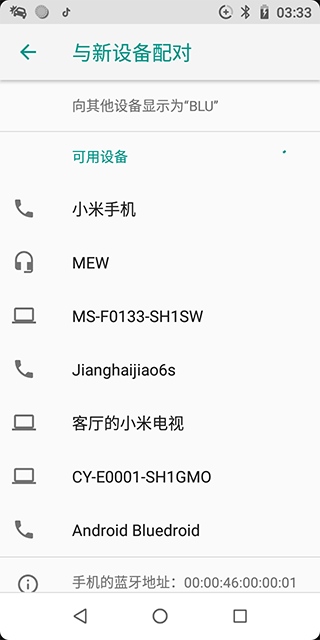 03:33
与新设备配对
向其他设备显示为“BLU”
可用设备
小米手机
MEW
MS-F0133-SH1SW
Jianghaijiao6s
客厅的小米电视
CY-E0001-SH1GMO
Android Bluedroid
手机的蓝牙地址：00:00:46:00:00:01